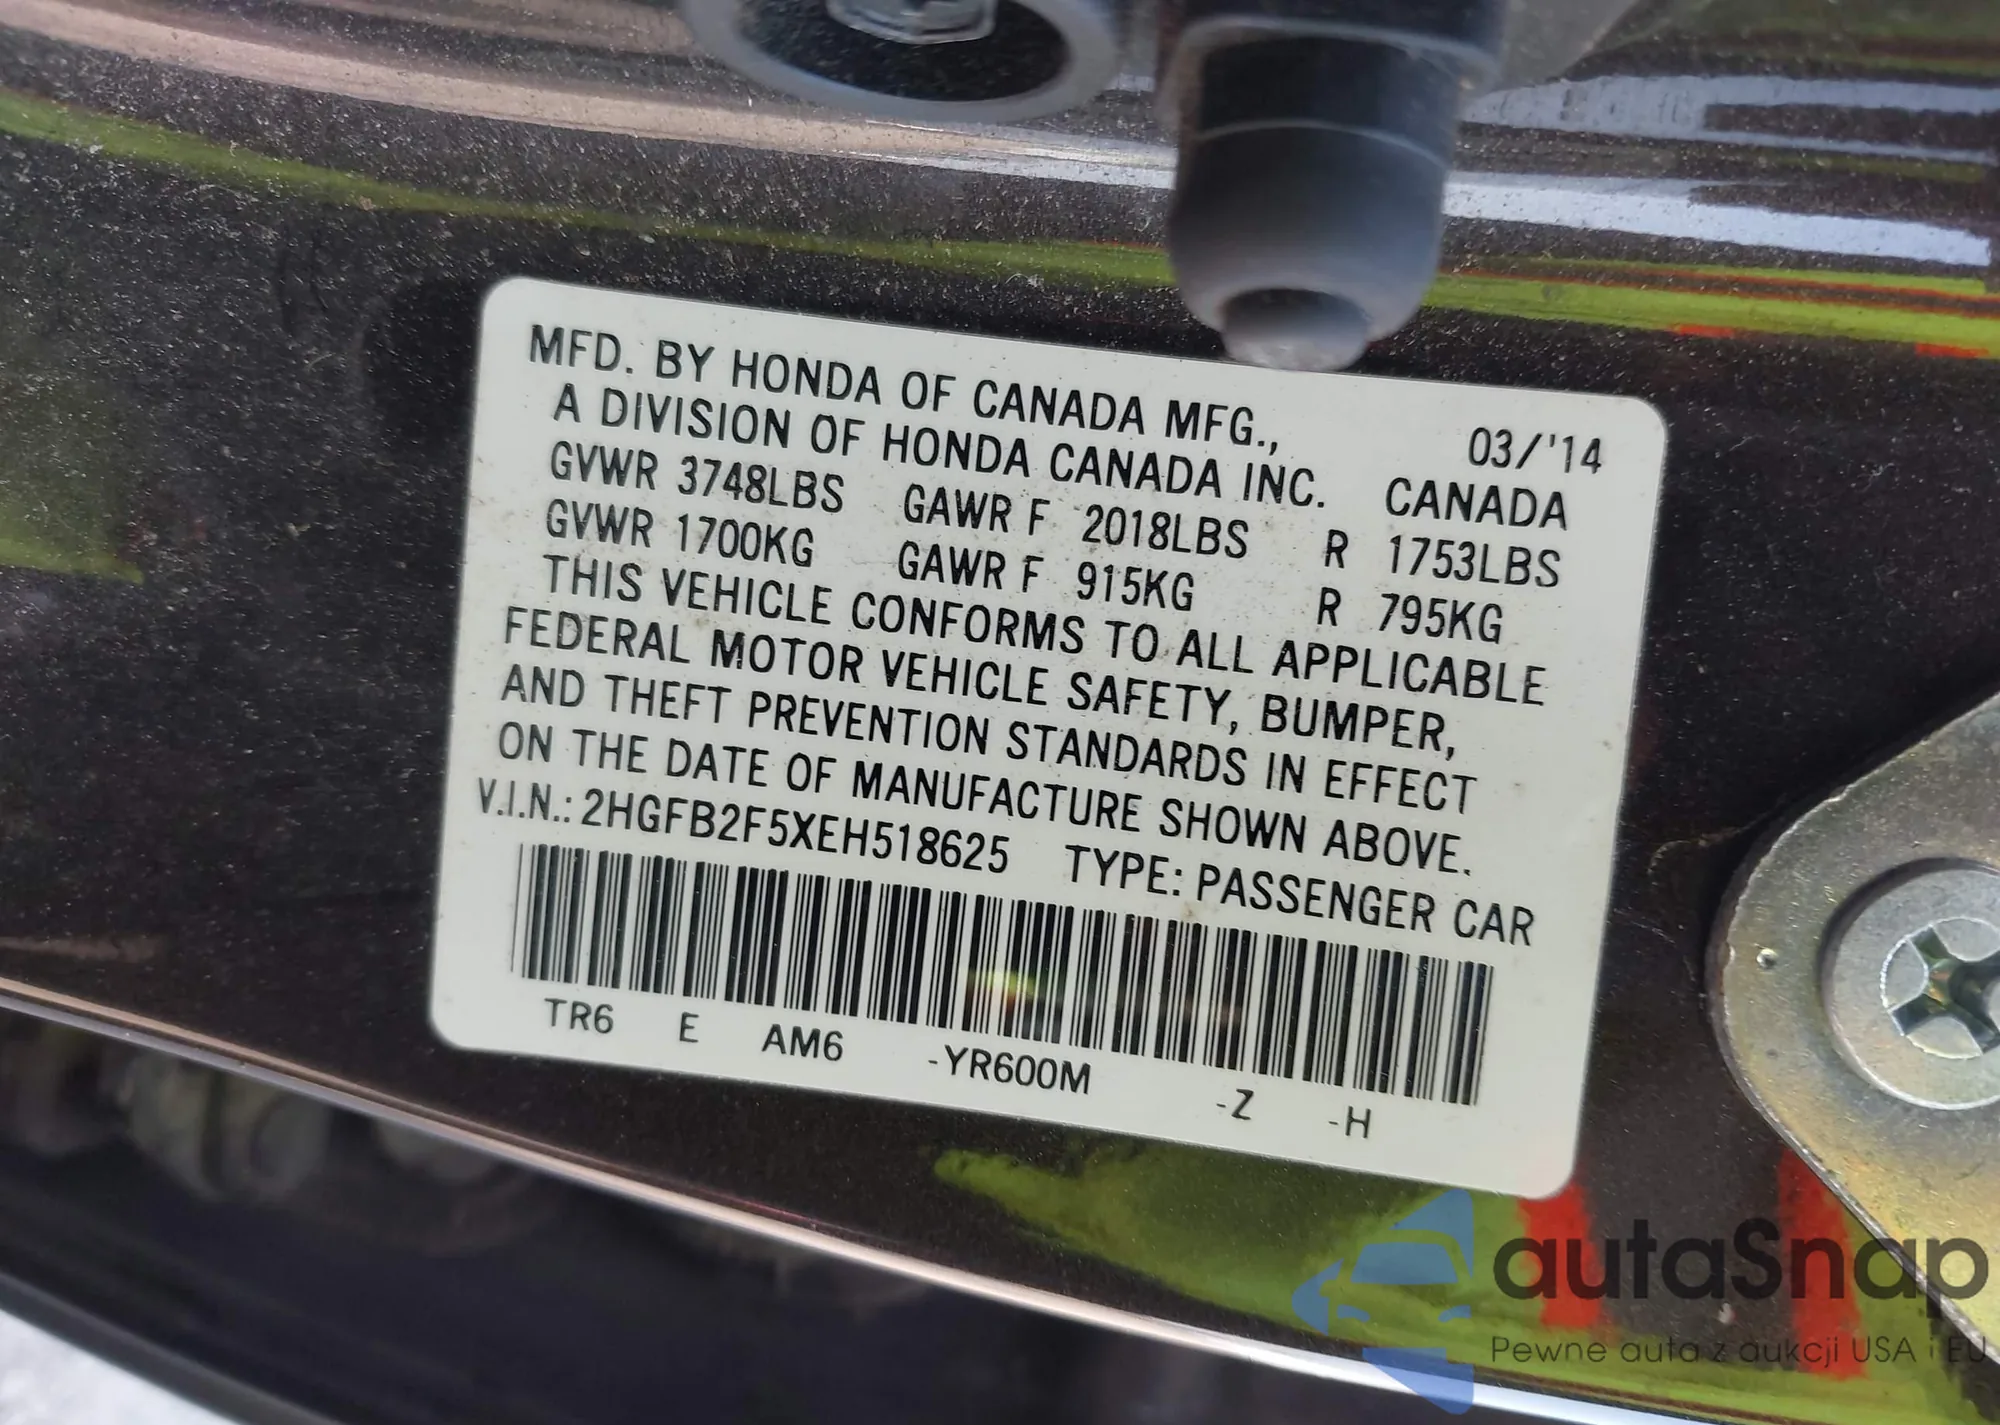 MFD. BY HONDA OF CANADA MFG.,
A DIVISION OF HONDA CANADA INC. 03/'14
GVWR 3748LBS GAWR F 2018LBS R 1753LBS CANADA
GVWR 1700KG GAWR F 915KG R 795KG
THIS VEHICLE CONFORMS TO ALL APPLICABLE
FEDERAL MOTOR VEHICLE SAFETY, BUMPER,
AND THEFT PREVENTION STANDARDS IN EFFECT
ON THE DATE OF MANUFACTURE SHOWN ABOVE.
V.I.N.: 2HGFB2F5XEH518625 TYPE: PASSENGER CAR
TR6 E AM6 -YR600M -Z -H
autaSnap
Pewne auta z aukcji USA i EU